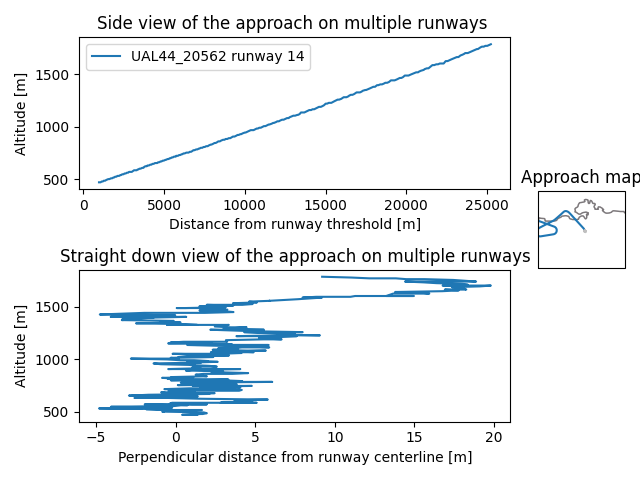 Side view of the approach on multiple runways
Altitude [m]
1500
1000
500
UAL44_20562 runway 14
0
5000
10000
15000
20000
25000
Distance from runway threshold [m]
Approach map
Straight down view of the approach on multiple runways
Altitude [m]
1500
1000
500
−5
0
5
10
15
20
Perpendicular distance from runway centerline [m]